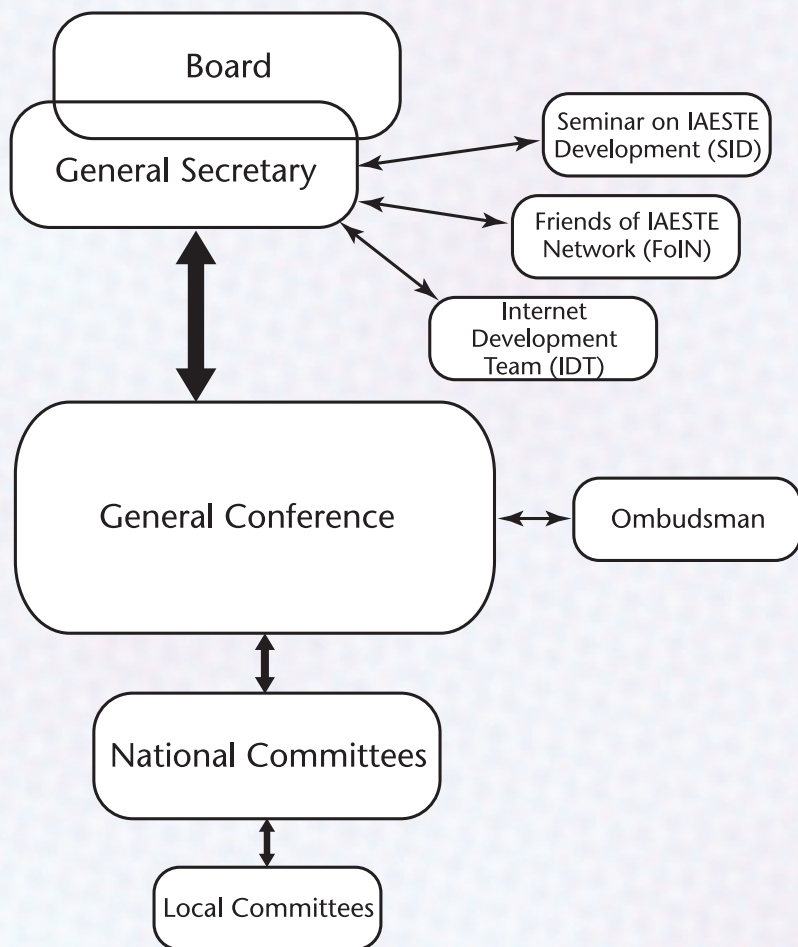 Board
General Secretary
Seminar on IAESTE
Development (SID)
Friends of IAESTE
Network (FoIN)
Internet
Development
Team (IDT)
General Conference
Ombudsman
National Committees
Local Committees